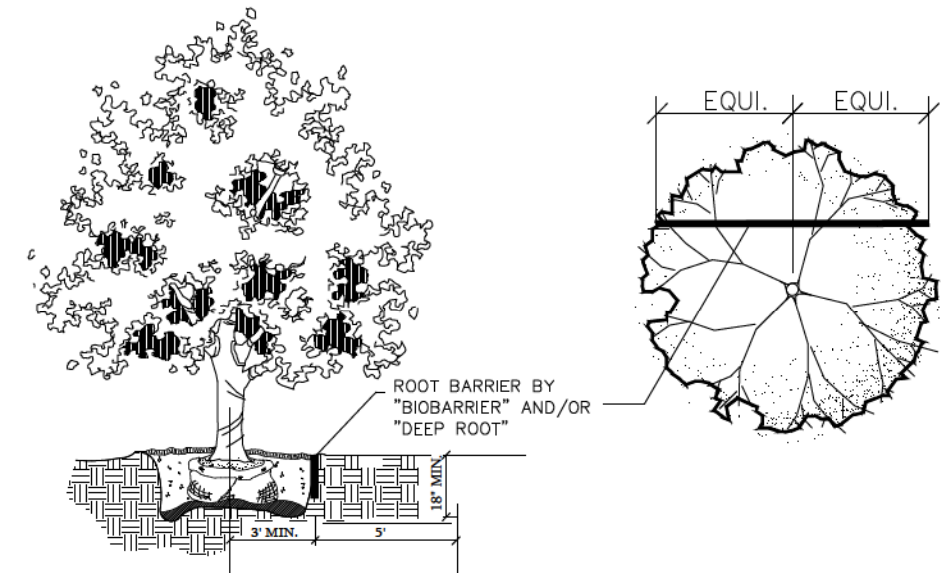 EQUI. EQUI.
ROOT BARRIER BY
"BIOBARRIER" AND/OR
"DEEP ROOT"
18" MIN.
3' MIN. 5'